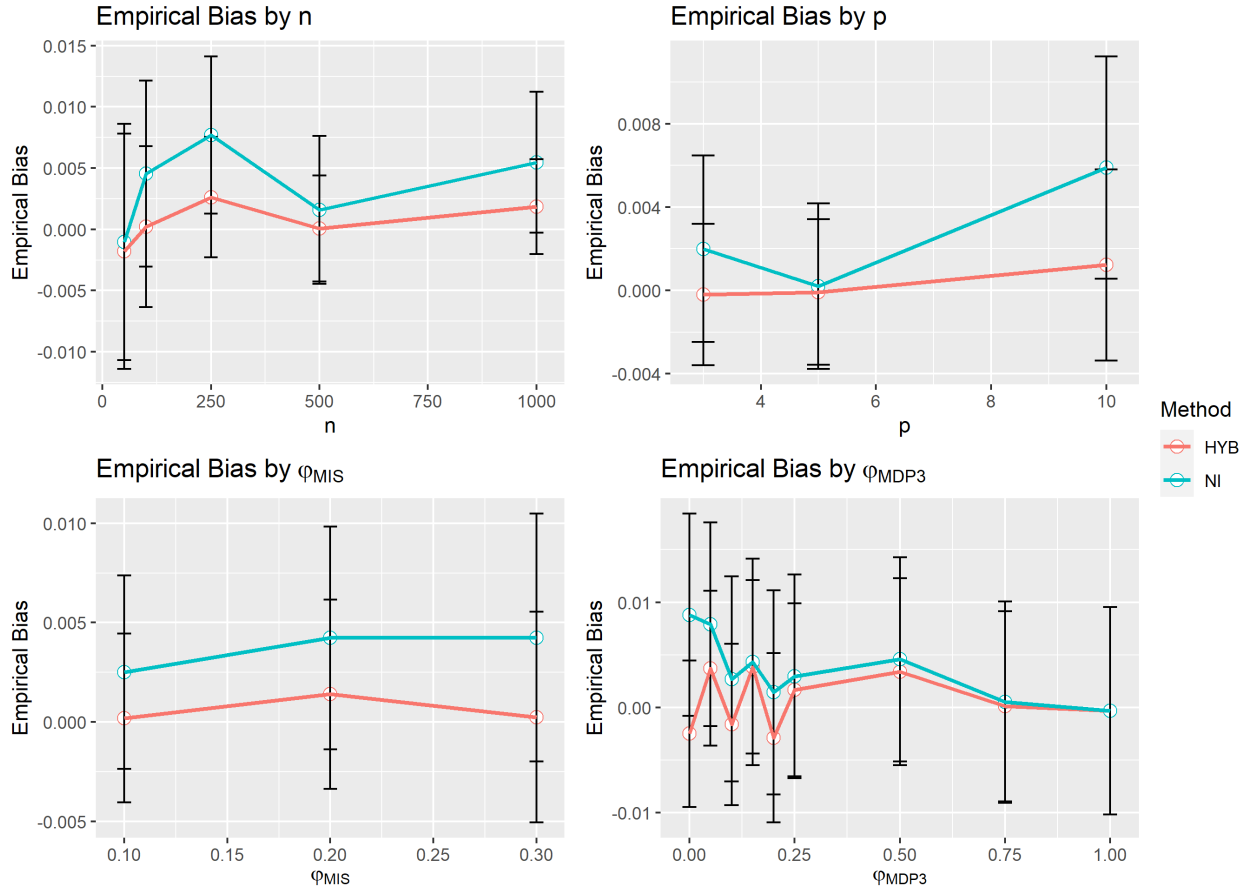 Empirical Bias by n
Empirical Bias
0.015
0.010
0.005
0.000
-0.005
-0.010
0 250 500 750 1000
n
Empirical Bias by p
Empirical Bias
0.008
0.004
0.000
-0.004
4 6 8 10
p
Empirical Bias by φMIS
Empirical Bias
0.010
0.005
0.000
-0.005
0.10 0.15 0.20 0.25 0.30
φMIS
Empirical Bias by φMDP3
Empirical Bias
0.01
0.00
-0.01
0.00 0.25 0.50 0.75 1.00
φMDP3
Method
HYB
NI